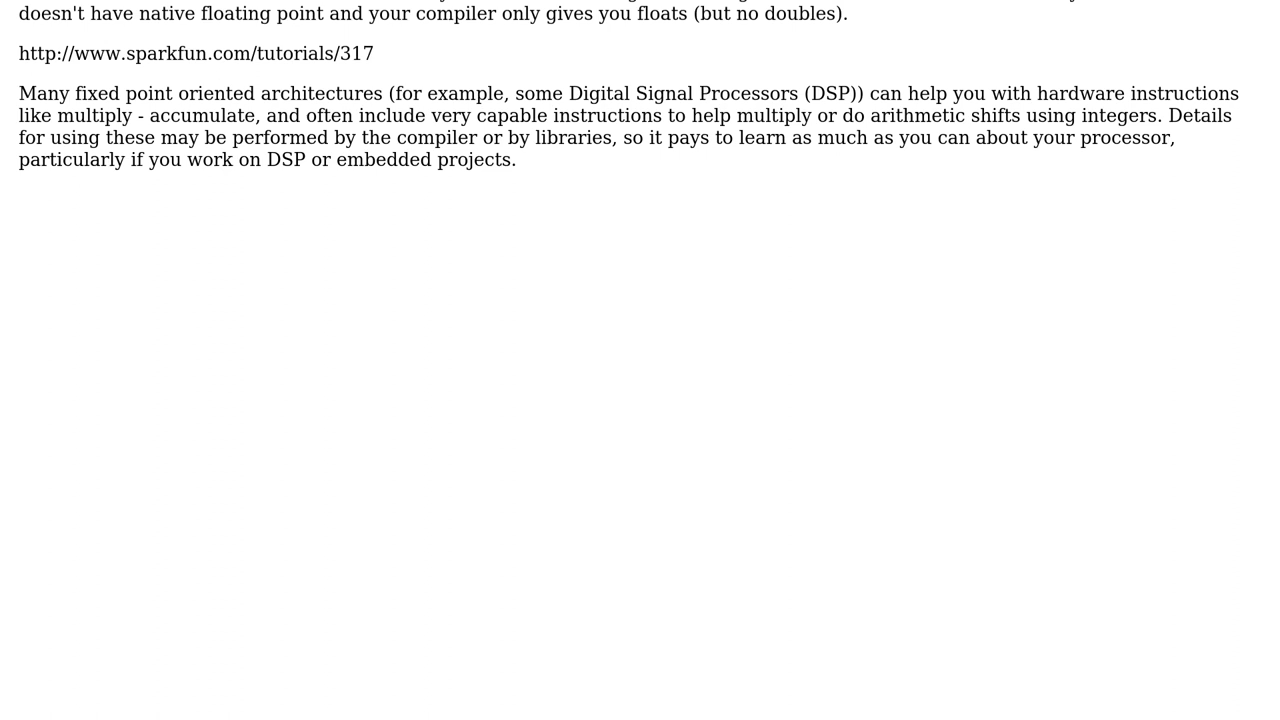 doesn't have native floating point and your compiler only gives you floats (but no doubles).
http://www.sparkfun.com/tutorials/317
Many fixed point oriented architectures (for example, some Digital Signal Processors (DSP)) can help you with hardware instructions
like multiply - accumulate, and often include very capable instructions to help multiply or do arithmetic shifts using integers. Details
for using these may be performed by the compiler or by libraries, so it pays to learn as much as you can about your processor,
particularly if you work on DSP or embedded projects.